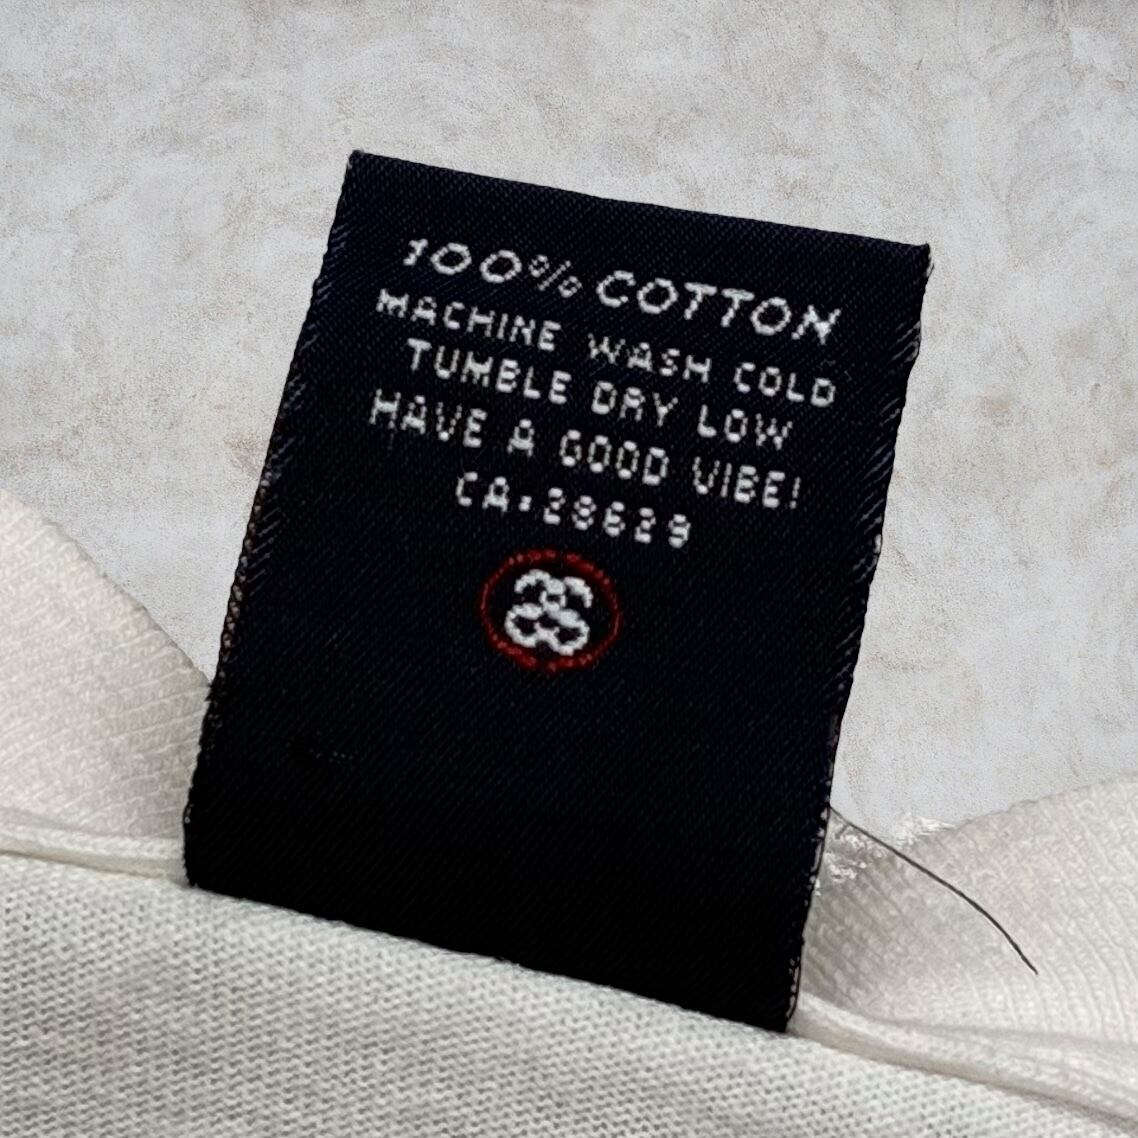 100% COTTON
MACHINE WASH COLD
TUMBLE DRY LOW
HAVE A GOOD VIBE!
CA:28629